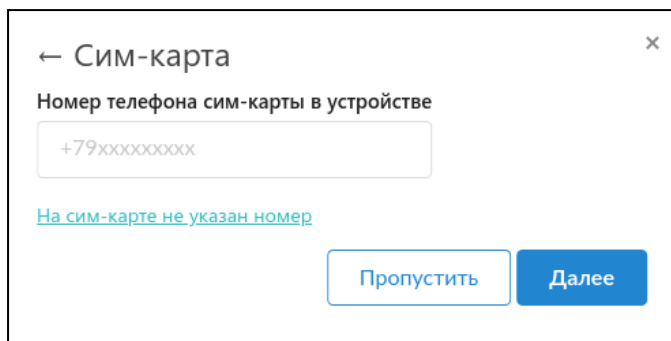 ← Сим-карта
×
Номер телефона сим-карты в устройстве
+79xxxxxxxxx
На сим-карте не указан номер
Пропустить Далее